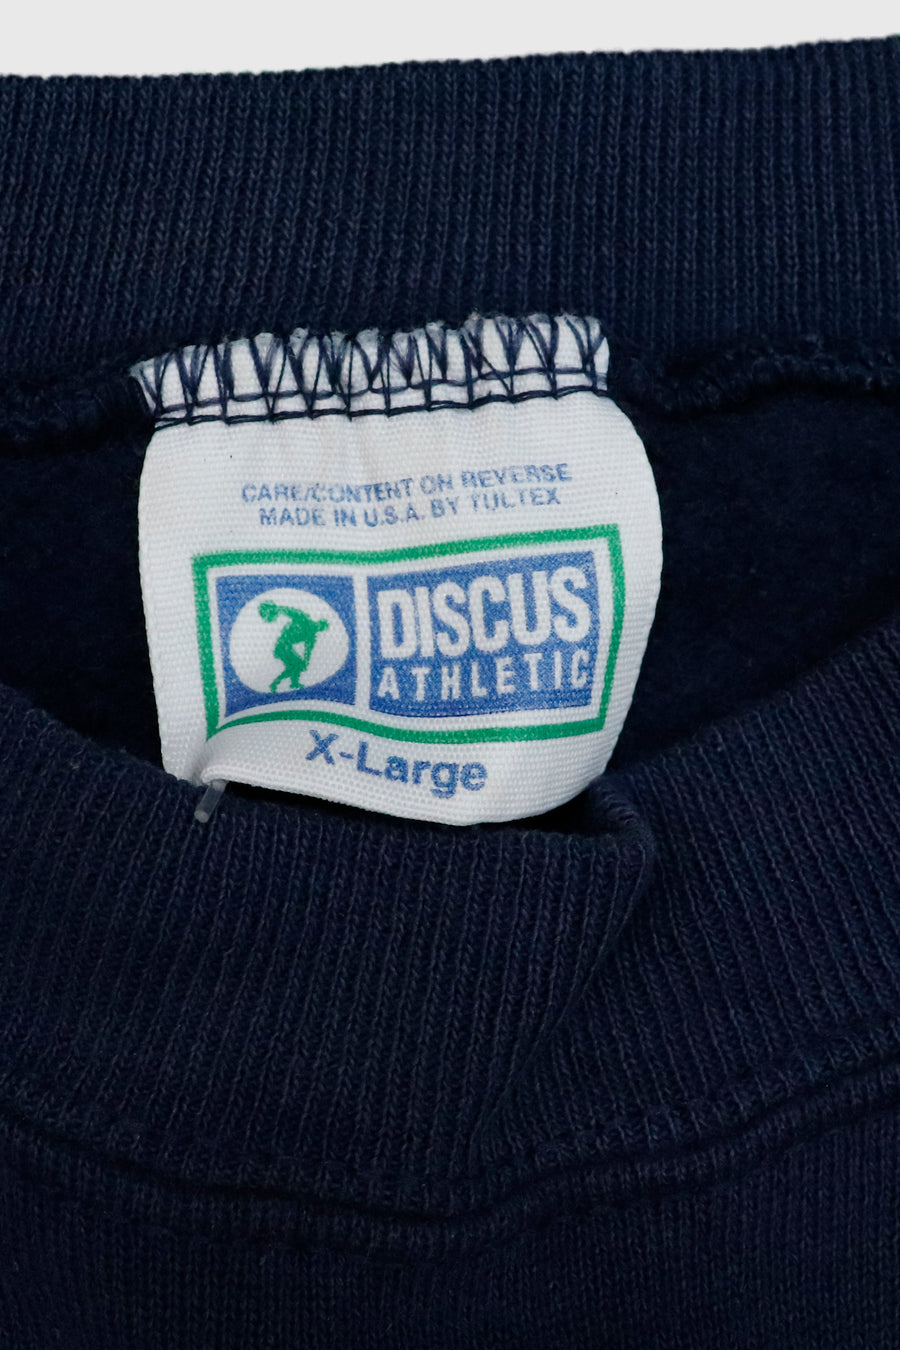 CARE/CONTENT ON REVERSE
MADE IN U.S.A. BY TULTEX
DISCUS
ATHLETIC
X-Large